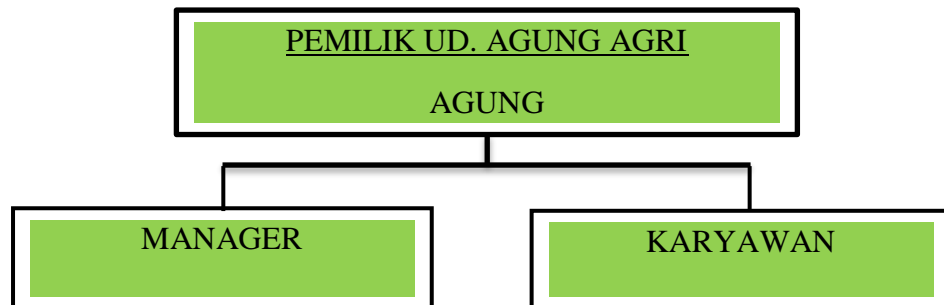 PEMILIK UD. AGUNG AGRI
AGUNG
MANAGER
KARYAWAN